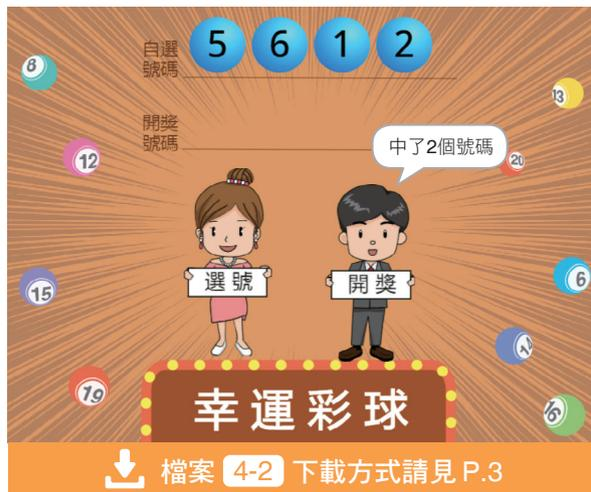 自選
號碼
5 6 1 2
開獎
號碼
中了2個號碼
8
13
12
20
選號
開獎
15
6
14
19
16
幸運彩球
檔案 4-2 下載方式請見 P.3